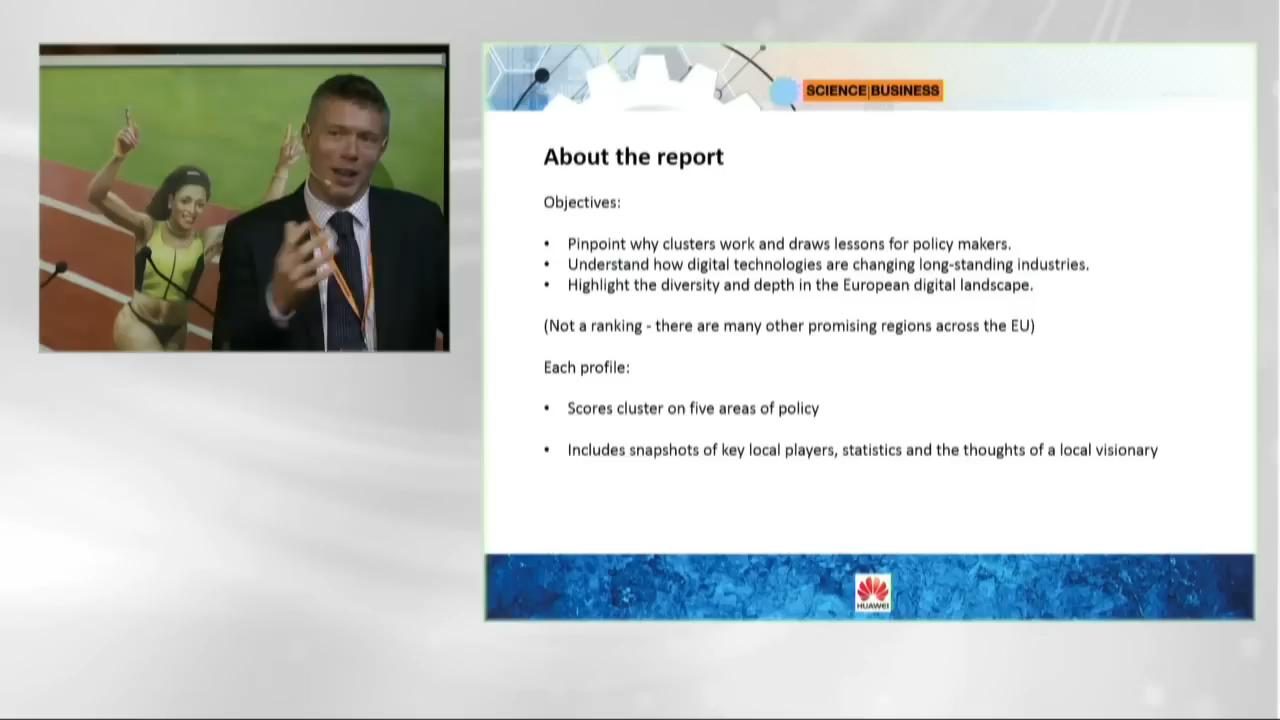 SCIENCE|BUSINESS
About the report
Objectives:
• Pinpoint why clusters work and draws lessons for policy makers.
• Understand how digital technologies are changing long-standing industries.
• Highlight the diversity and depth in the European digital landscape.
(Not a ranking - there are many other promising regions across the EU)
Each profile:
• Scores cluster on five areas of policy
• Includes snapshots of key local players, statistics and the thoughts of a local visionary
HUAWEI